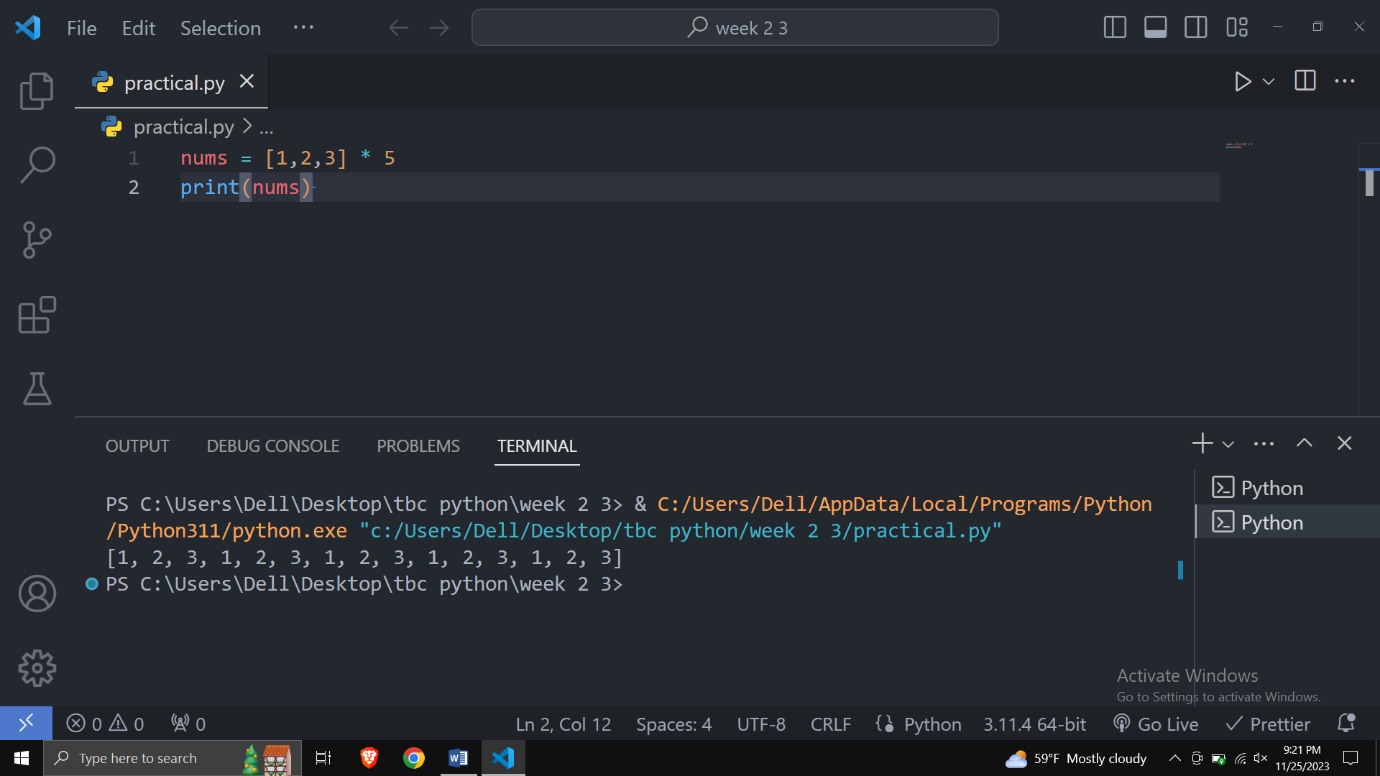 File Edit Selection ···
week 2 3
practical.py
practical.py > ...
1 nums = [1,2,3] * 5
2 print(nums)
OUTPUT DEBUG CONSOLE PROBLEMS TERMINAL
PS C:\Users\Dell\Desktop\tbc python\week 2 3> & C:/Users/Dell/AppData/Local/Programs/Python
/Python311/python.exe "c:/Users/Dell/Desktop/tbc python/week 2 3/practical.py"
[1, 2, 3, 1, 2, 3, 1, 2, 3, 1, 2, 3, 1, 2, 3]
PS C:\Users\Dell\Desktop\tbc python\week 2 3>
Python
Python
Activate Windows
Go to Settings to activate Windows.
0 0 0 Ln 2, Col 12 Spaces: 4 UTF-8 CRLF Python 3.11.4 64-bit Go Live Prettier
Type here to search
59°F Mostly cloudy
9:21 PM
11/25/2023